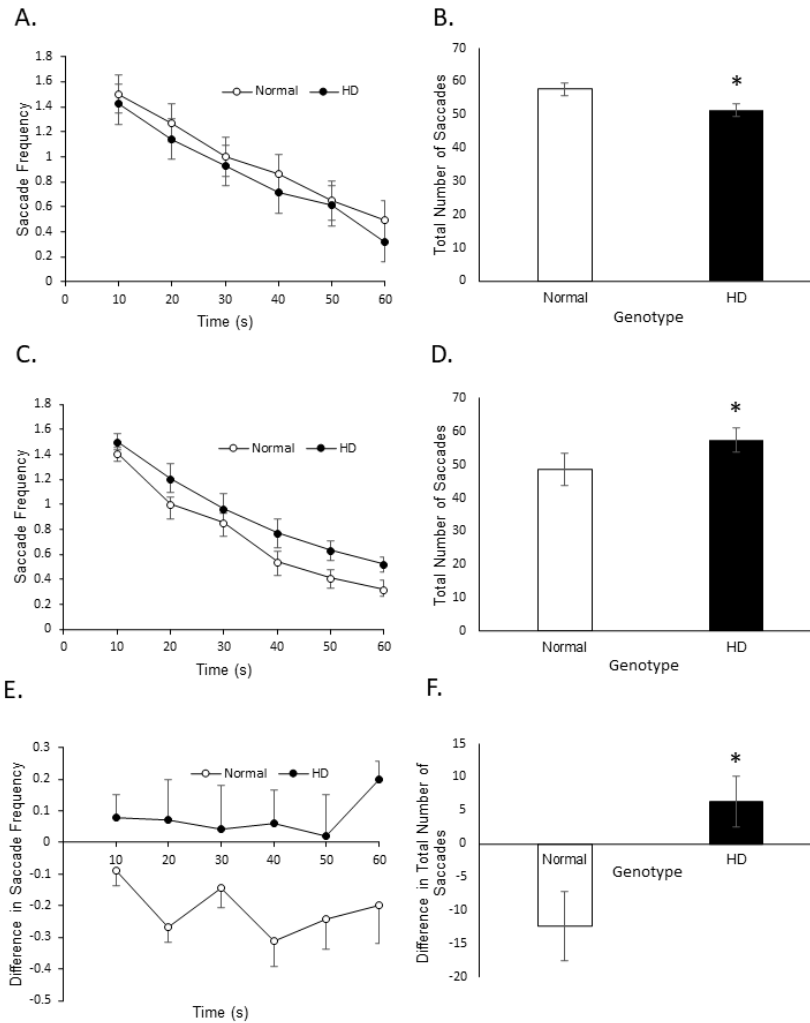 A.
Saccade Frequency
1.8
1.6
1.4
1.2
1
0.8
0.6
0.4
0.2
0
Normal HD
0 10 20 30 40 50 60
Time (s)
B.
Total Number of Saccades
70
60
50
40
30
20
10
0
*
Normal HD
Genotype
C.
Saccade Frequency
1.8
1.6
1.4
1.2
1
0.8
0.6
0.4
0.2
0
Normal HD
0 10 20 30 40 50 60
Time (s)
D.
Total Number of Saccades
70
60
50
40
30
20
10
0
*
Normal HD
Genotype
E.
Difference in Saccade Frequency
0.3
0.2
0.1
0
-0.1
-0.2
-0.3
-0.4
-0.5
Normal HD
10 20 30 40 50 60
Time (s)
F.
Difference in Total Number of
Saccades
15
10
5
0
-5
-10
-15
-20
*
Normal HD
Genotype